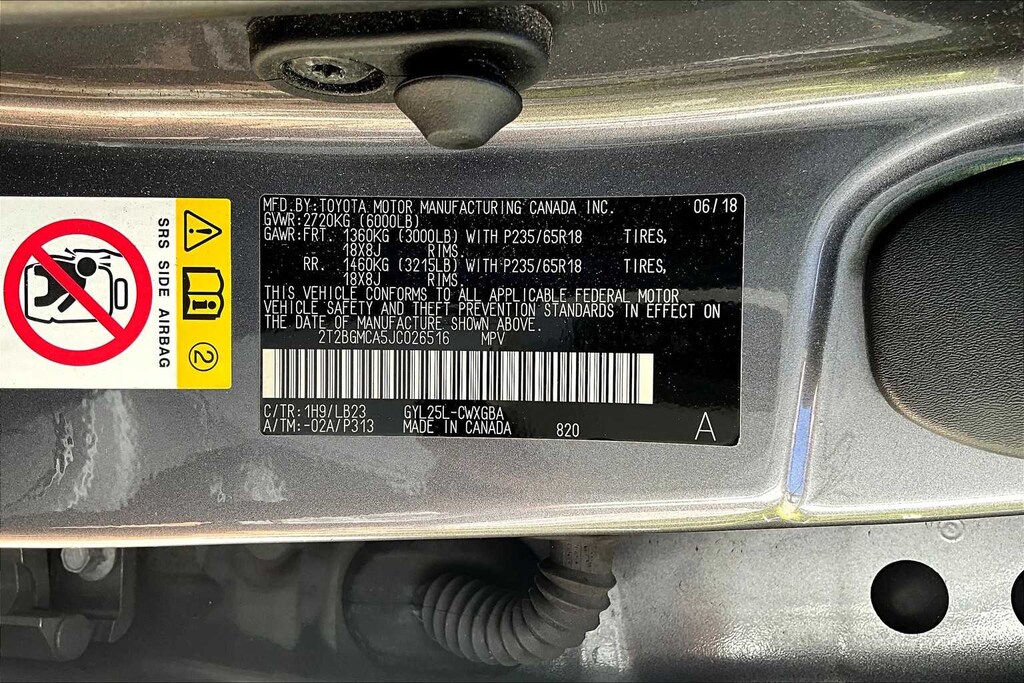 MFD.BY:TOYOTA MOTOR MANUFACTURING CANADA INC. 06/18
GVWR:2720KG (6000LB)
GAWR:FRT. 1360KG (3000LB) WITH P235/65R18 TIRES,
18X8J RIMS.
RR. 1460KG (3215LB) WITH P235/65R18 TIRES,
18X8J RIMS.
THIS VEHICLE CONFORMS TO ALL APPLICABLE FEDERAL MOTOR
VEHICLE SAFETY AND THEFT PREVENTION STANDARDS IN EFFECT ON
THE DATE OF MANUFACTURE SHOWN ABOVE.
2T2BGMCA5JC026516 MPV
C/TR:1H9/LB23 GYL25L-CWXGBA
A/TM:-02A/P313 MADE IN CANADA 820 A
SRS SIDE AIRBAG
2